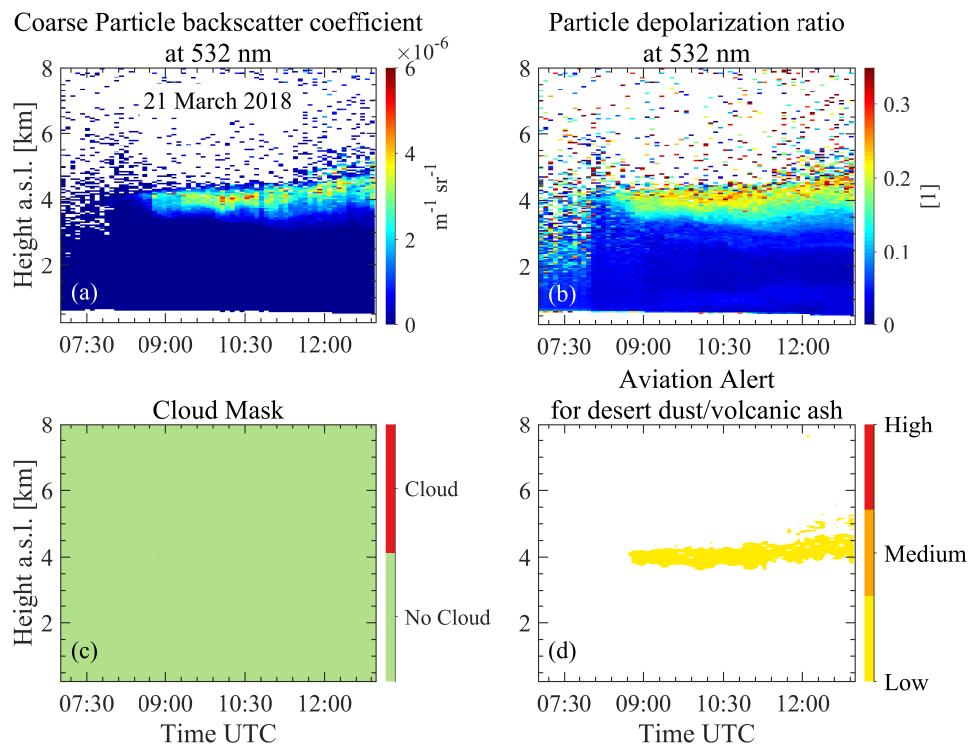 Coarse Particle backscatter coefficient
at 532 nm
×10⁻⁶
Height a.s.l. [km]
8
6
4
2
21 March 2018
(a)
07:30 09:00 10:30 12:00
6
4
2
0
m⁻¹ sr⁻¹
Particle depolarization ratio
at 532 nm
8
6
4
2
(b)
07:30 09:00 10:30 12:00
0.3
0.2
0.1
0
[1]
Cloud Mask
Height a.s.l. [km]
8
6
4
2
(c)
07:30 09:00 10:30 12:00
Time UTC
Cloud
No Cloud
Aviation Alert
for desert dust/volcanic ash
8
6
4
2
(d)
07:30 09:00 10:30 12:00
Time UTC
High
Medium
Low